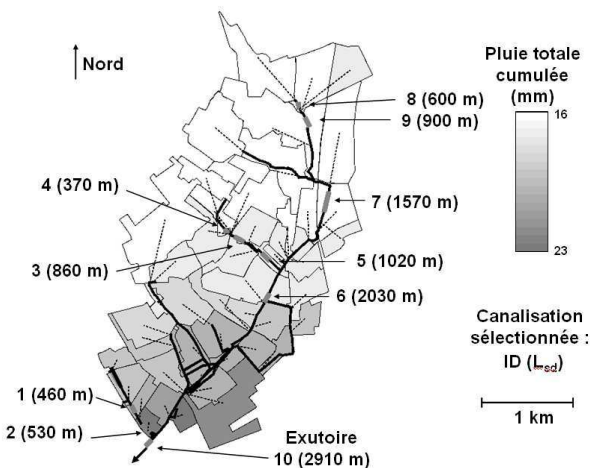 Nord
8 (600 m)
9 (900 m)
4 (370 m)
7 (1570 m)
3 (860 m)
5 (1020 m)
6 (2030 m)
1 (460 m)
2 (530 m)
Exutoire
10 (2910 m)
Pluie totale
cumulée
(mm)
16
23
Canalisation
sélectionnée :
ID (Lsd)
1 km